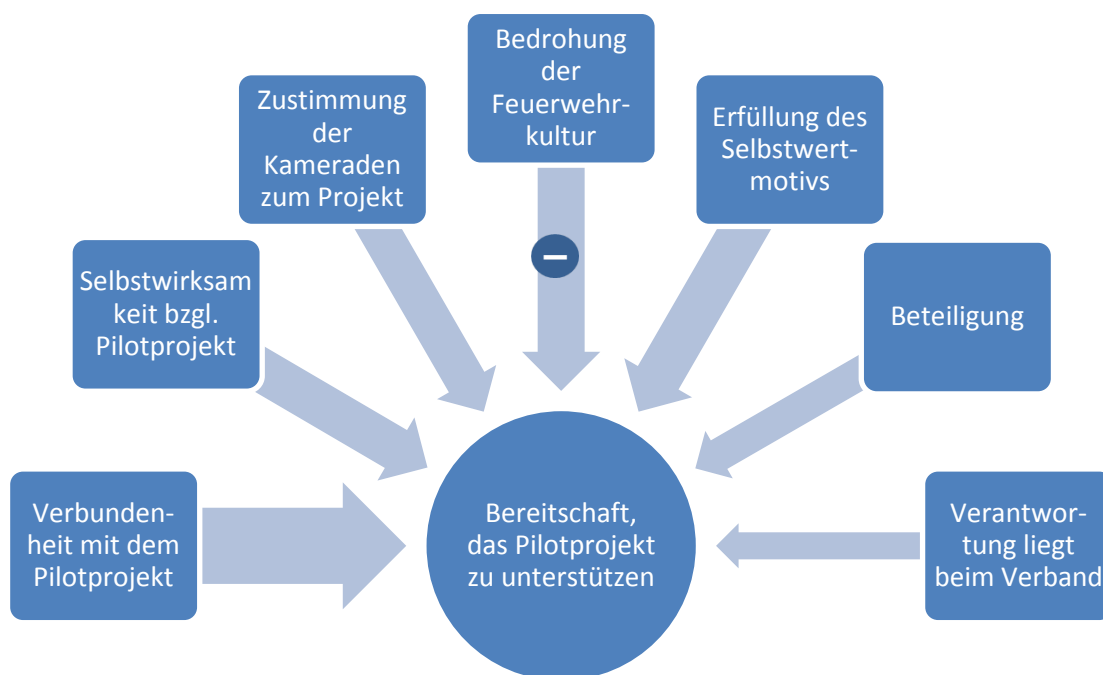 Bedrohung
der
Feuerwehr-
kultur
Zustimmung
der
Kameraden
zum Projekt
Erfüllung des
Selbstwert-
motivs
Selbstwirksam
keit bzgl.
Pilotprojekt
Beteiligung
Verbunden-
heit mit dem
Pilotprojekt
Bereitschaft,
das Pilotprojekt
zu unterstützen
Verantwor-
tung liegt
beim Verband
–